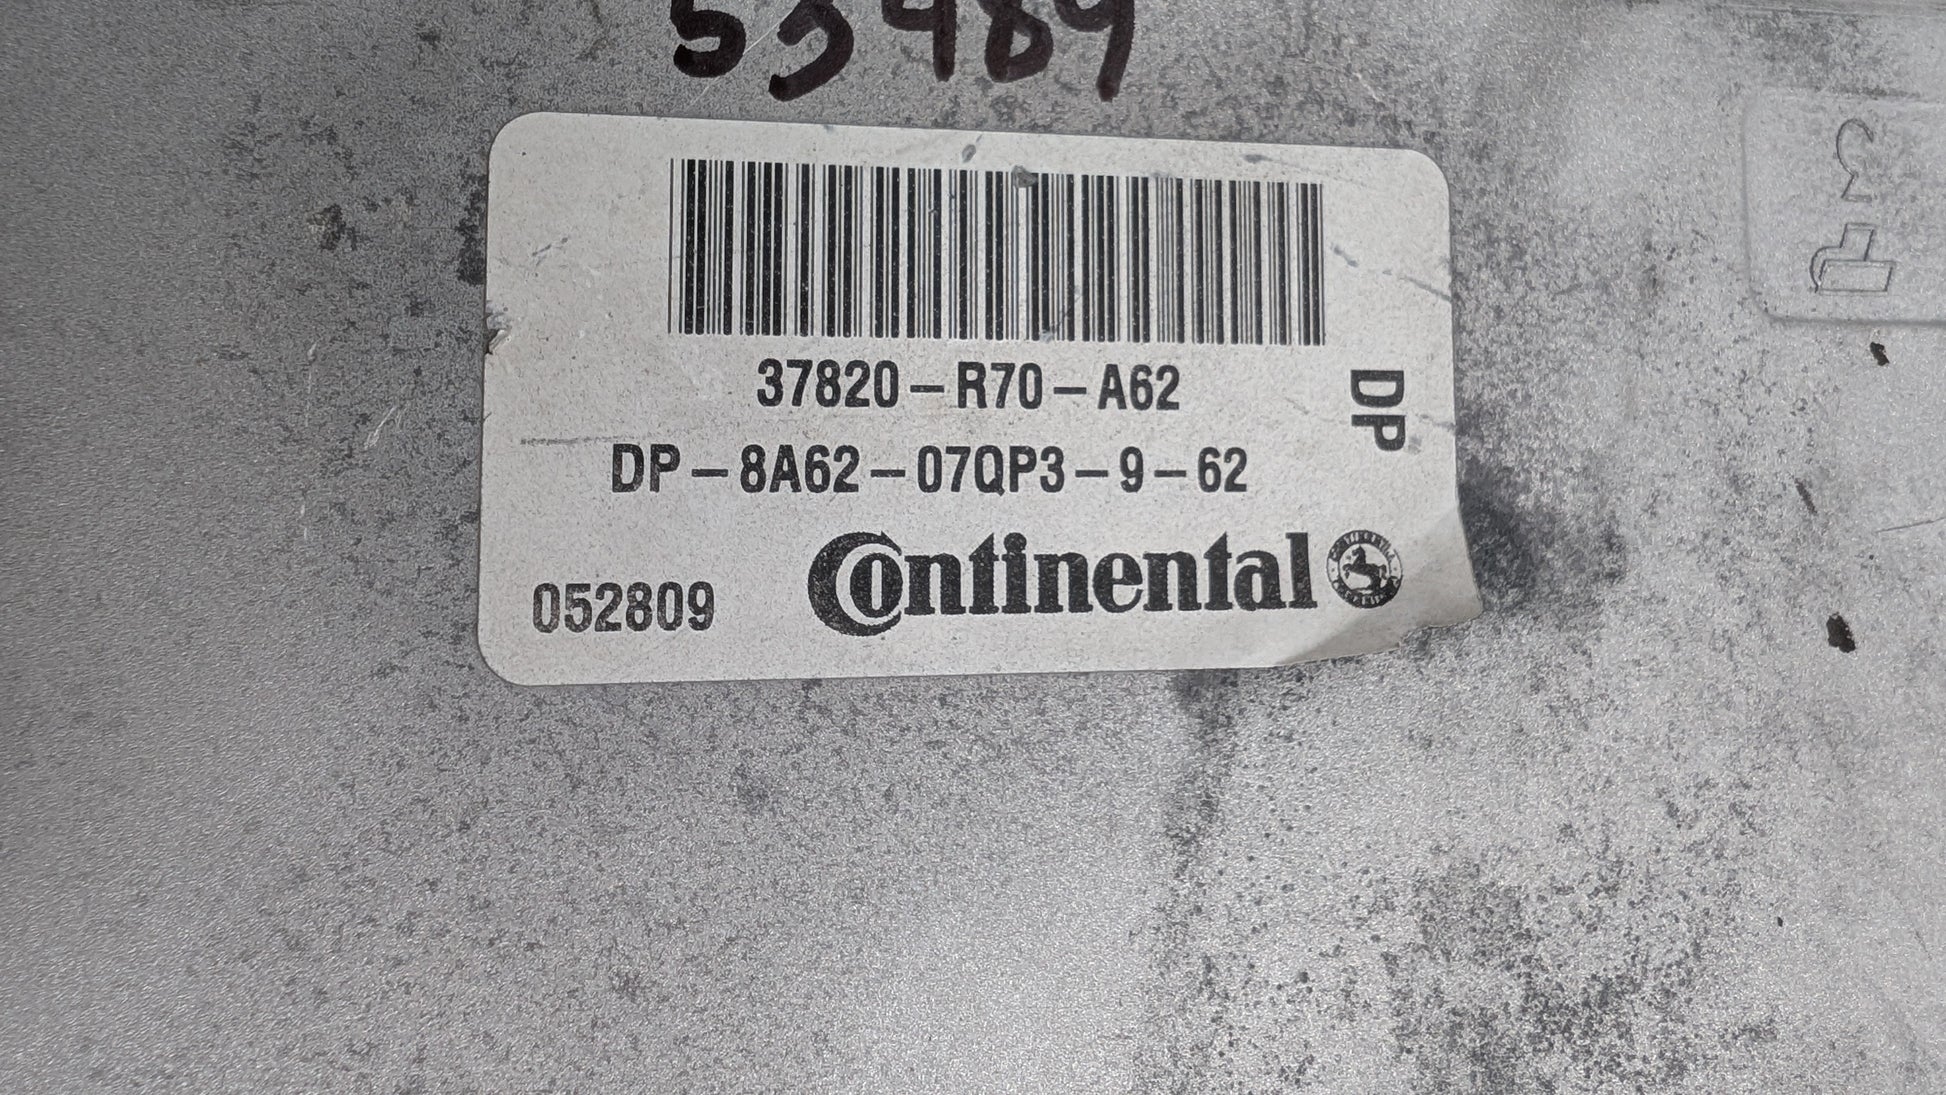 53489
37820-R70-A62
DP
DP-8A62-07QP3-9-62
052809
Continental